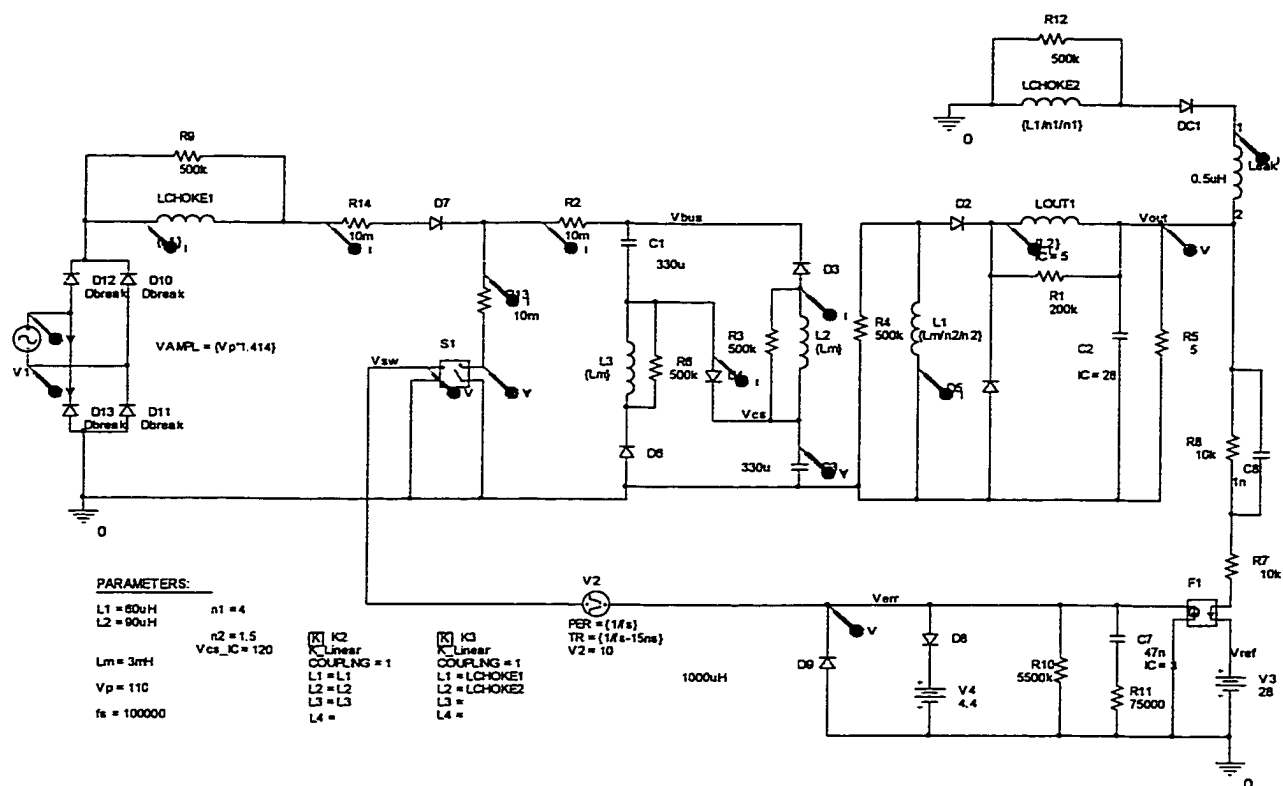 R12
500k
LCHOKE2
{L1/n1/n1}
DC1
0
1
0.5uH
2
R9
500k
LCHOKE1
R14
10m
D7
R2
10m
Vbus
C1
330u
D3
D2
LOUT1
{L2}
IC = 5
Vout
V
R1
200k
D12
Dbreak
D10
Dbreak
V1
VAMPL = {Vp*1.414}
D13
Dbreak
D11
Dbreak
10m
Vsw
S1
V
L3
{Lm}
R6
500k
R3
500k
L2
{Lm}
Vcs
330u
D6
R4
500k
L1
{Lm/n2/n2}
C2
IC = 28
R5
5
R8
10k
1n
0
R7
10k
F1
PARAMETERS:
L1 = 60uH
n1 = 4
L2 = 90uH
n2 = 1.5
Vcs_IC = 120
Lm = 3mH
Vp = 110
fs = 100000
K K2
K_Linear
COUPLING = 1
L1 = L1
L2 = L2
L3 = L3
L4 =
K K3
K_Linear
COUPLING = 1
L1 = LCHOKE1
L2 = LCHOKE2
L3 =
L4 =
V2
PER = {1/fs}
TR = {1/fs-15ns}
V2 = 10
1000uH
Verr
V
D9
D8
V4
4.4
R10
5500k
C7
47n
R11
75000
Vref
V3
28
0